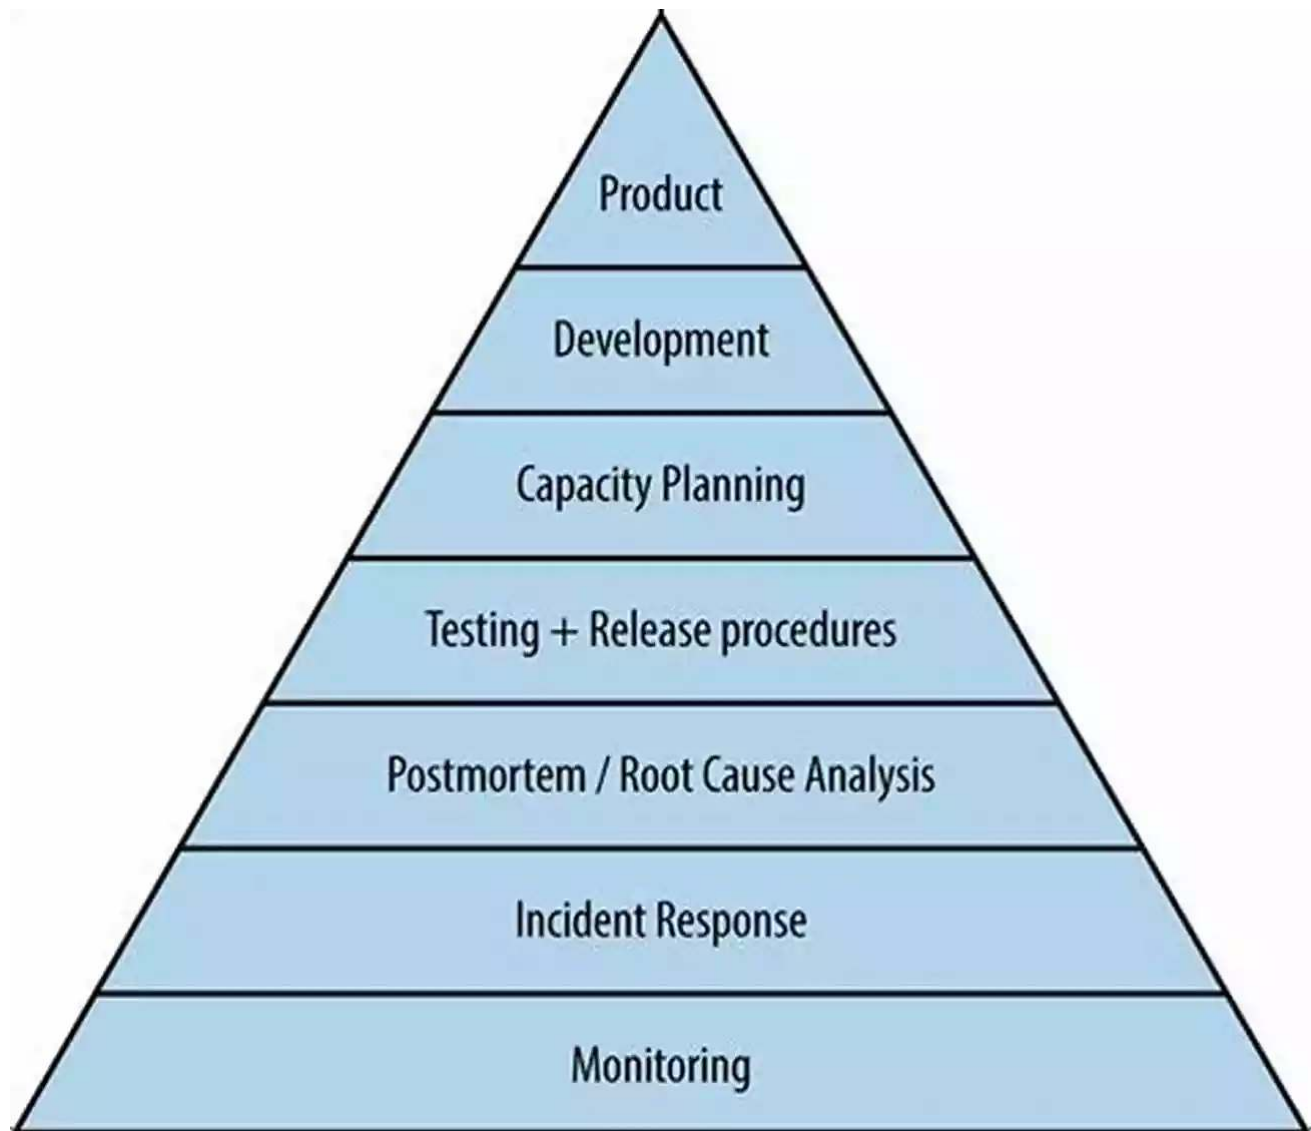 Product
Development
Capacity Planning
Testing + Release procedures
Postmortem / Root Cause Analysis
Incident Response
Monitoring